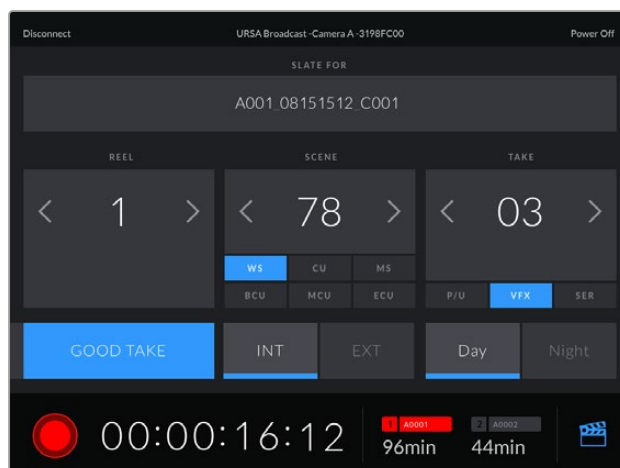 Disconnect URSA Broadcast -Camera A -3198FC00 Power Off
SLATE FOR
A001_08151512_C001
REEL SCENE TAKE
< 1 > < 78 > < 03 >
WS CU MS
BCU MCU ECU P/U VFX SER
GOOD TAKE INT EXT Day Night
1 A0001 2 A0002
00:00:16:12 96min 44min